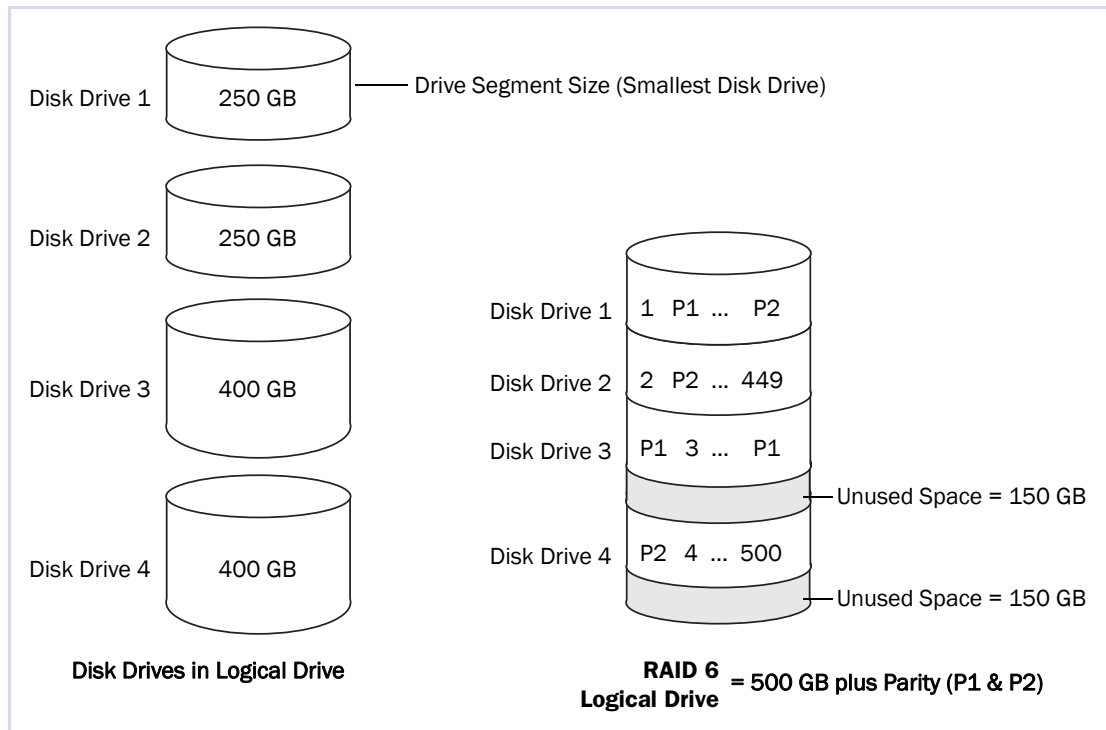 Disk Drive 1
250 GB
Drive Segment Size (Smallest Disk Drive)
Disk Drive 2
250 GB
Disk Drive 3
400 GB
Disk Drive 4
400 GB
Disk Drives in Logical Drive
Disk Drive 1
1 P1 ... P2
Disk Drive 2
2 P2 ... 449
Disk Drive 3
P1 3 ... P1
Unused Space = 150 GB
Disk Drive 4
P2 4 ... 500
Unused Space = 150 GB
RAID 6
Logical Drive
= 500 GB plus Parity (P1 & P2)